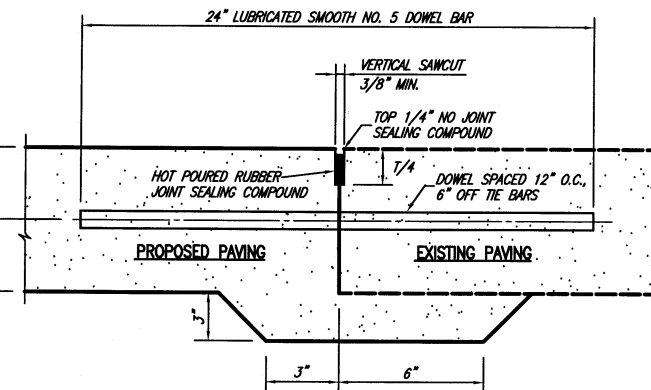 24" LUBRICATED SMOOTH NO. 5 DOWEL BAR
VERTICAL SAWCUT
3/8" MIN.
TOP 1/4" NO JOINT
SEALING COMPOUND
HOT POURED RUBBER
JOINT SEALING COMPOUND
T/4
DOWEL SPACED 12" O.C.,
6" OFF TIE BARS
PROPOSED PAVING
EXISTING PAVING
3"
3"
6"